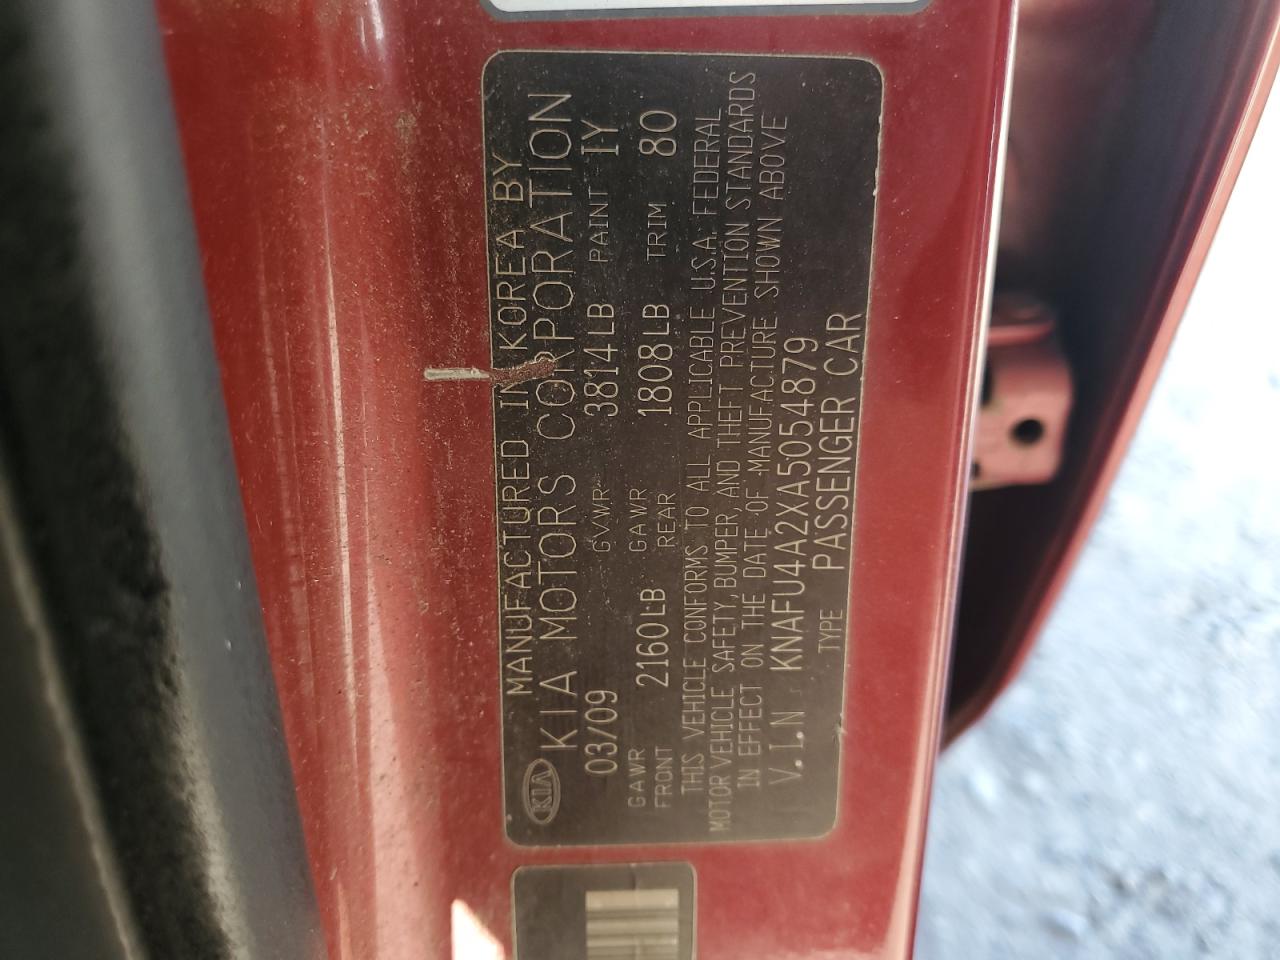 MANUFACTURED IN KOREA BY
KIA KIA MOTORS CORPORATION
03/09 GVWR 3814LB PAINT 1Y
GAWR FRONT 2160LB GAWR REAR 1808LB TRIM 80
THIS VEHICLE CONFORMS TO ALL APPLICABLE U.S.A. FEDERAL
MOTOR VEHICLE SAFETY, BUMPER, AND THEFT PREVENTION STANDARDS
IN EFFECT ON THE DATE OF MANUFACTURE SHOWN ABOVE
V.I.N : KNAFU4A2XA5054879
TYPE PASSENGER CAR